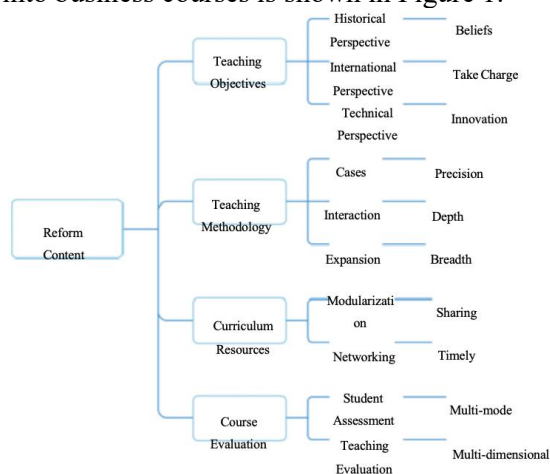 into business courses is shown in Figure 1.
Historical
Perspective
Beliefs
Teaching
Objectives
International
Perspective
Take Charge
Technical
Perspective
Innovation
Cases
Precision
Teaching
Methodology
Interaction
Depth
Expansion
Breadth
Reform
Content
Modularizati
on
Sharing
Curriculum
Resources
Networking
Timely
Student
Assessment
Multi-mode
Course
Evaluation
Teaching
Evaluation
Multi-dimensional